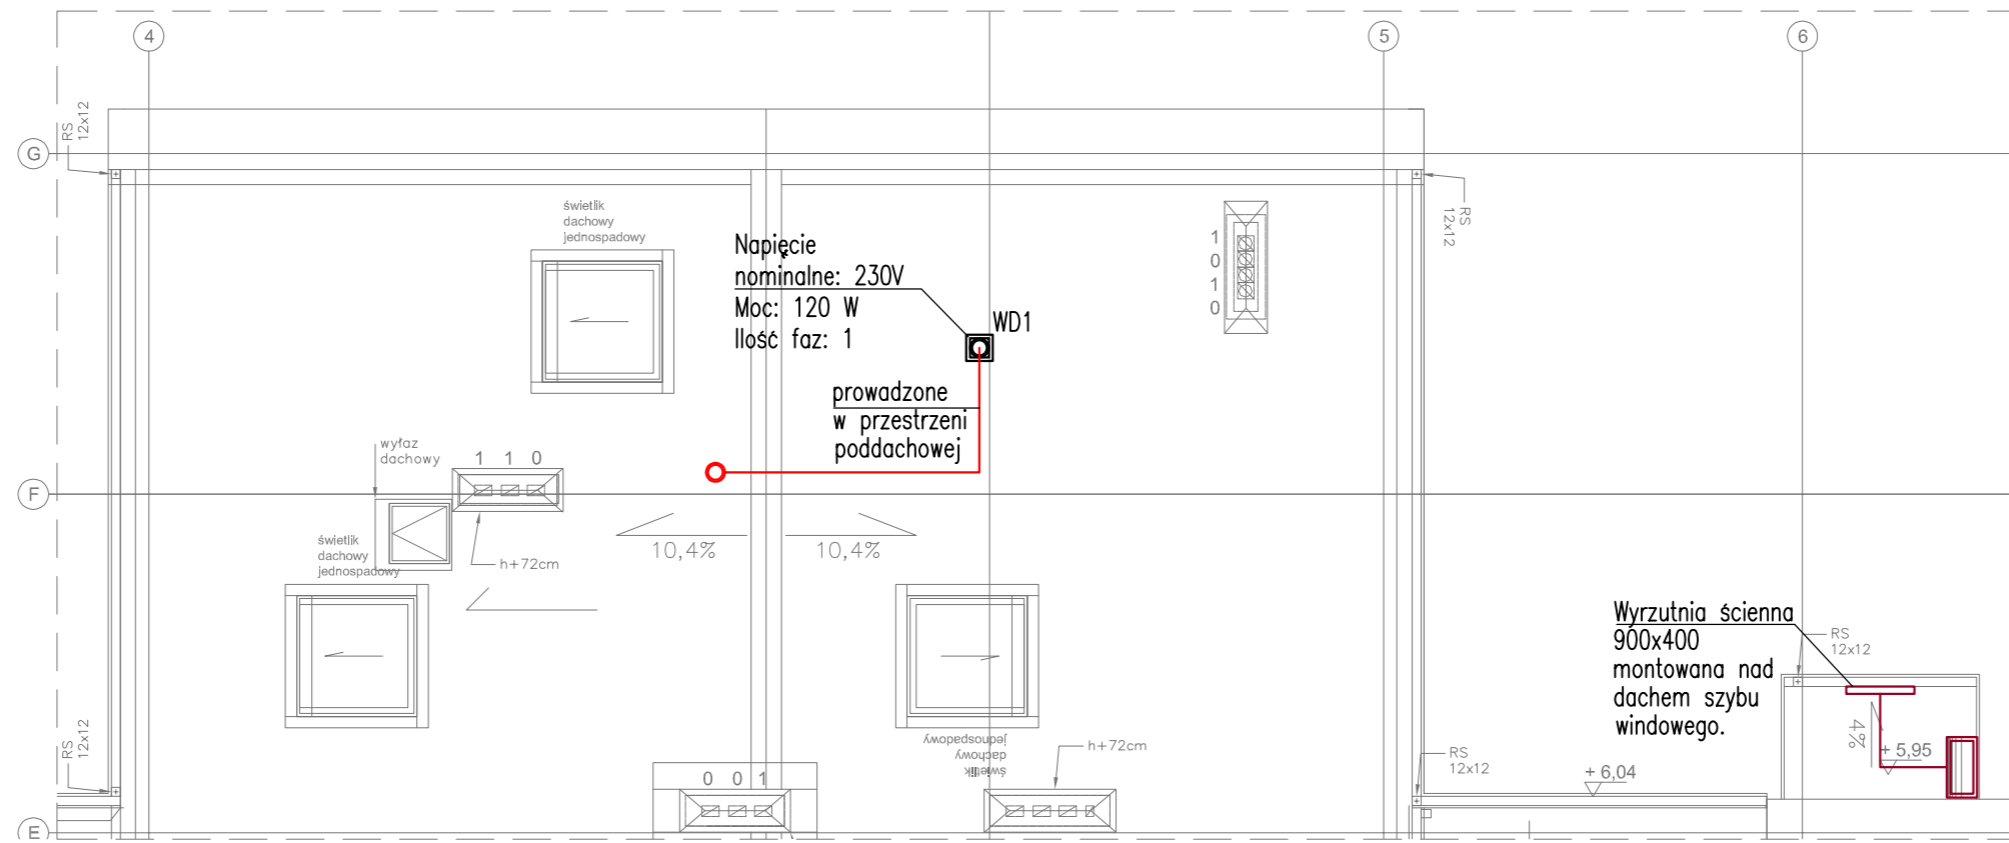 4
5
6
G
F
E
RS
12x12
świetlik
dachowy
jednospadowy
Napięcie
nominalne: 230V
Moc: 120 W
Ilość faz: 1
WD1
1
0
1
0
RS
12x12
prowadzone
w przestrzeni
poddachowej
wyłaz
dachowy
1 1 0
h+72cm
10,4%
10,4%
świetlik
dachowy
jednospadowy
świetlik
dachowy
jednospadowy
h+72cm
0 0 1
RS
12x12
RS
12x12
+ 6,04
Wyrzutnia ścienna
900x400
montowana nad
dachem szybu
windowego.
RS
12x12
4%
+ 5,95